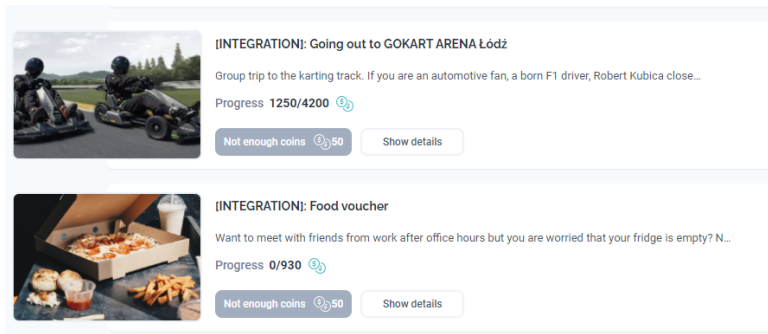 [INTEGRATION]: Going out to GOKART ARENA Łódź
Group trip to the karting track. If you are an automotive fan, a born F1 driver, Robert Kubica close...
Progress 1250/4200
Not enough coins 50
Show details
[INTEGRATION]: Food voucher
Want to meet with friends from work after office hours but you are worried that your fridge is empty? N...
Progress 0/930
Not enough coins 50
Show details